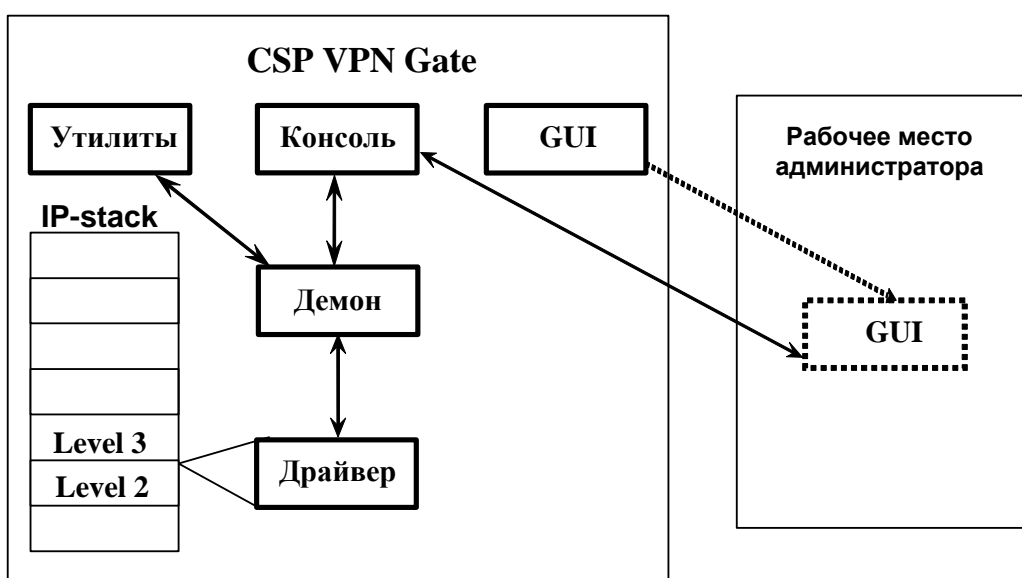 CSP VPN Gate
Утилиты
Консоль
GUI
Рабочее место
администратора
IP-stack
Демон
GUI
Level 3
Level 2
Драйвер